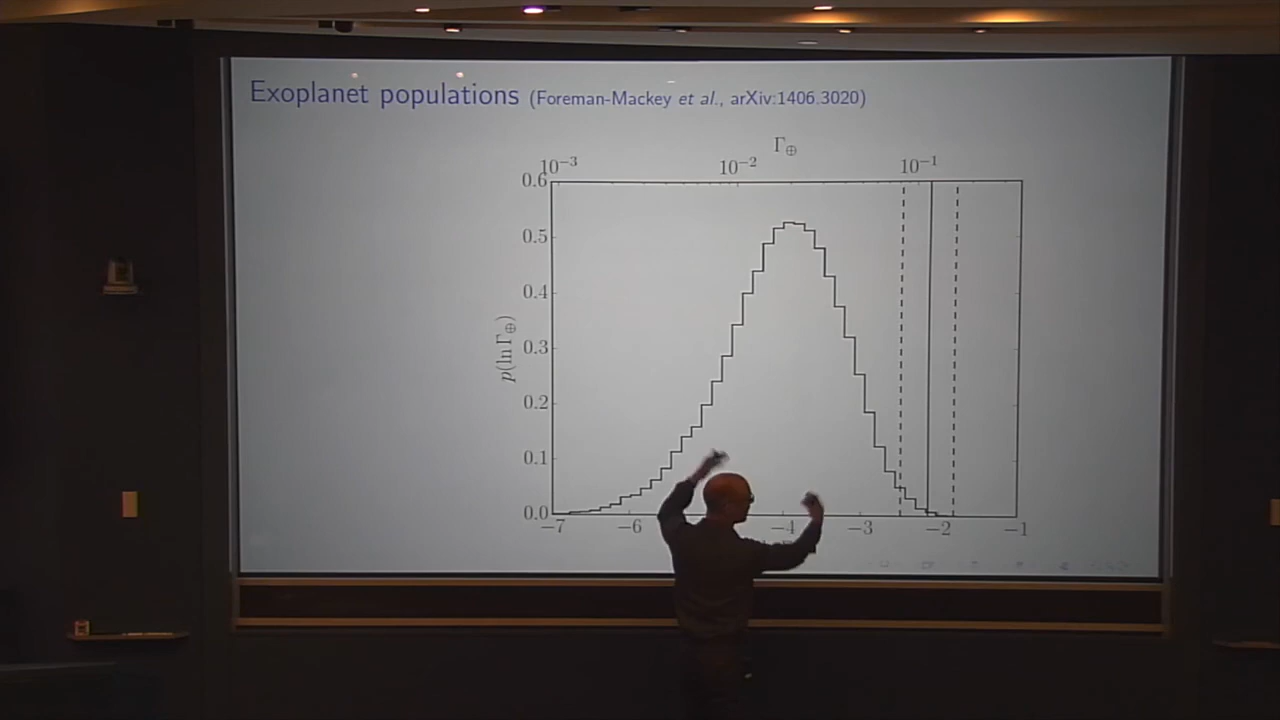 Exoplanet populations (Foreman-Mackey et al., arXiv:1406.3020)
Γ⊕
10⁻³ 10⁻² 10⁻¹
0.6
0.5
0.4
0.3
0.2
0.1
0.0
p(ln Γ⊕)
−7 −6 −4 −3 −2 −1